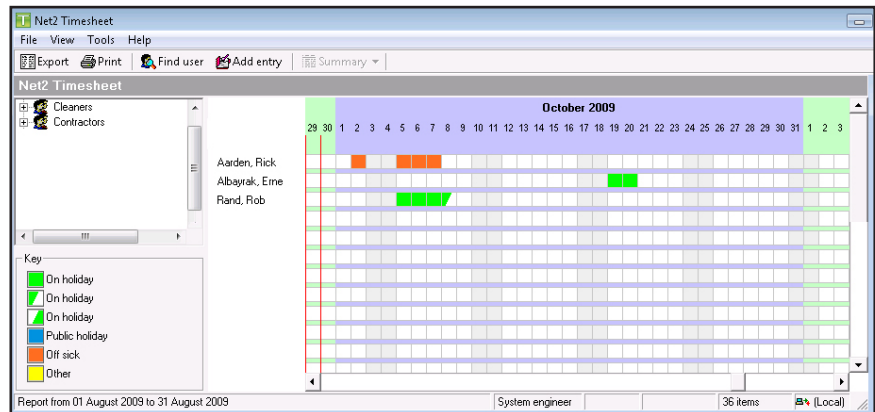 Net2 Timesheet
File View Tools Help
Export Print Find user Add entry Summary
Net2 Timesheet
Cleaners
Contractors
October 2009
29 30 1 2 3 4 5 6 7 8 9 10 11 12 13 14 15 16 17 18 19 20 21 22 23 24 25 26 27 28 29 30 31 1 2 3
Aarden, Rick
Albayrak, Erne
Rand, Rob
Key
On holiday
On holiday
On holiday
Public holiday
Off sick
Other
Report from 01 August 2009 to 31 August 2009 System engineer 36 items (Local)